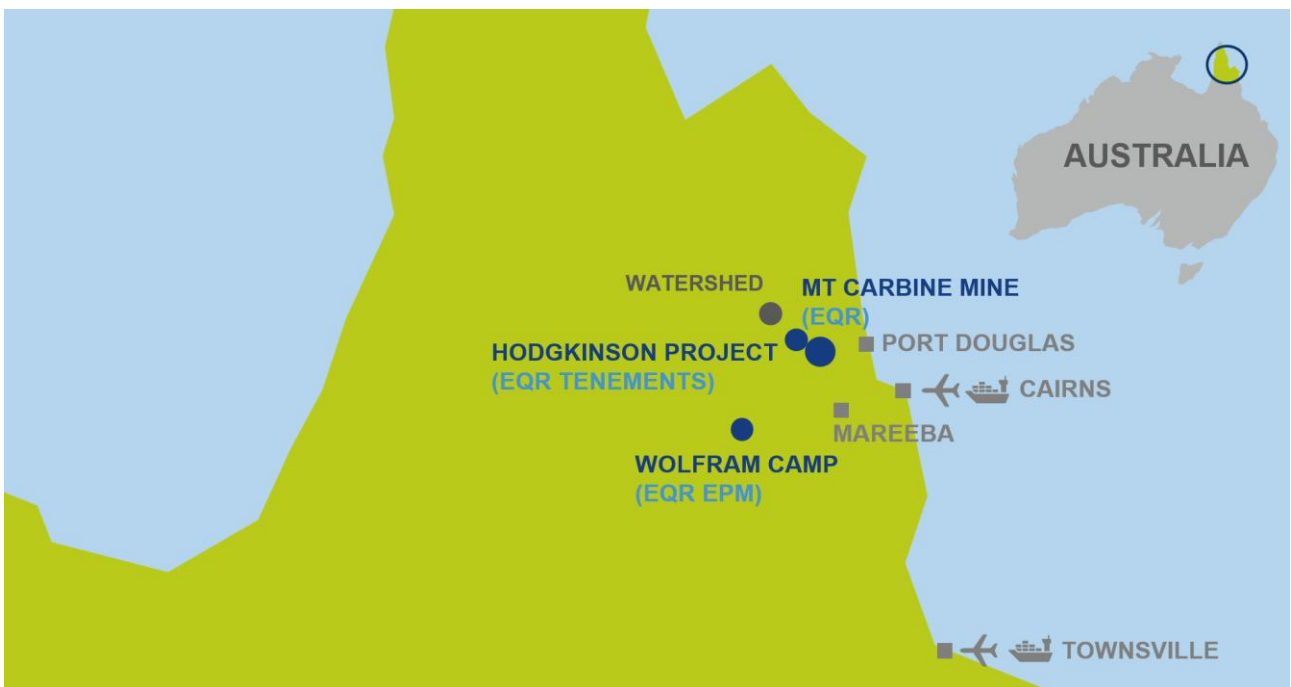 AUSTRALIA
WATERSHED
MT CARBINE MINE
(EQR)
HODGKINSON PROJECT
(EQR TENEMENTS)
PORT DOUGLAS
CAIRNS
MAREEBA
WOLFRAM CAMP
(EQR EPM)
TOWNSVILLE